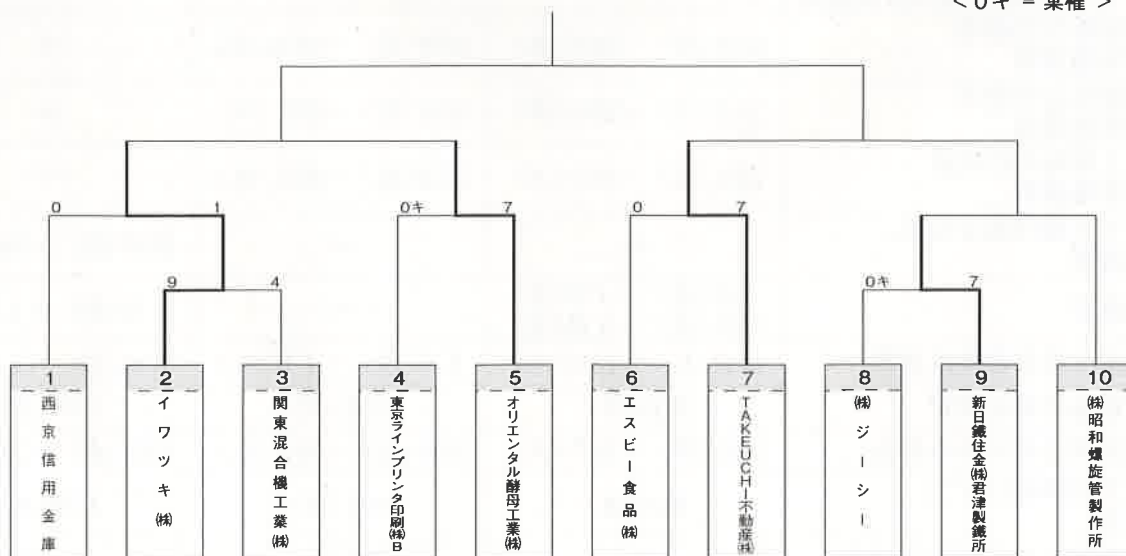 < 0キ = 棄権 >
0 1 0キ 7 0 7
9 4 0キ 7
1 2 3 4 5 6 7 8 9 10
西京信用金庫
イワツキ㈱
関東混合機工業㈱
東京ラインプリンタ印刷㈱B
オリエンタル酵母工業㈱
エスビー食品㈱
TAKEUCHI不動産㈱
㈱ジーシー
新日鐵住金㈱君津製鐵所
㈱昭和螺旋管製作所